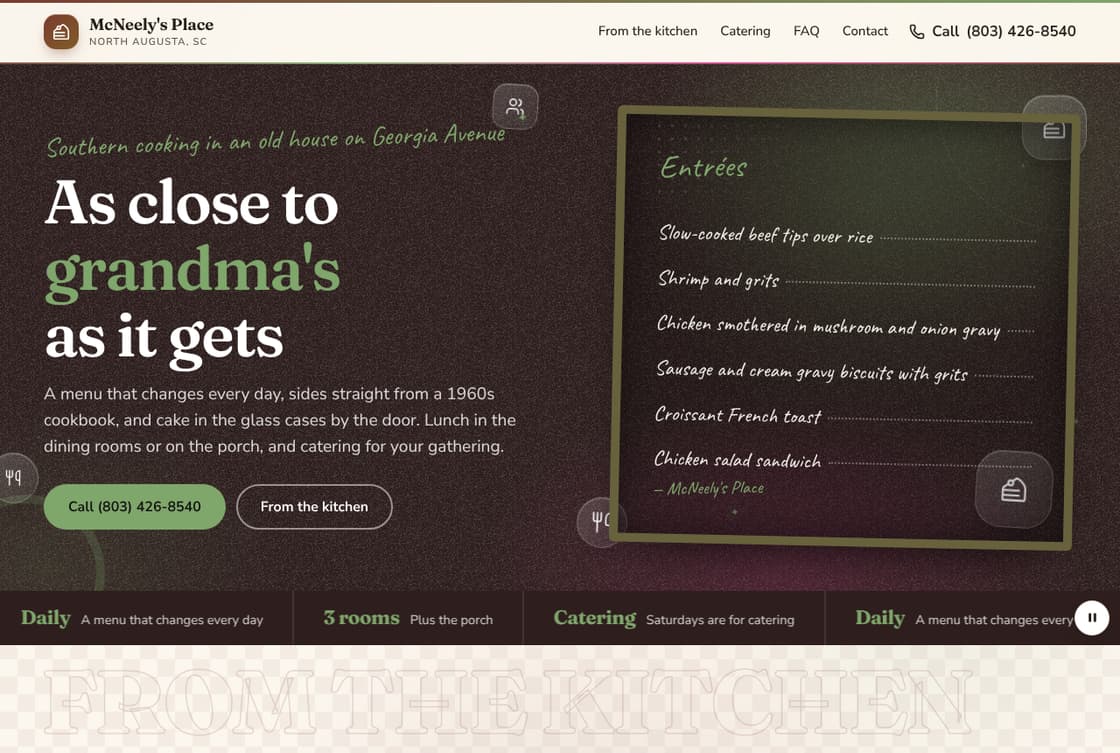 McNeely's Place
NORTH AUGUSTA, SC
From the kitchen
Catering
FAQ
Contact
Call (803) 426-8540
Southern cooking in an old house on Georgia Avenue
As close to
grandma's
as it gets
A menu that changes every day, sides straight from a 1960s
cookbook, and cake in the glass cases by the door. Lunch in the
dining rooms or on the porch, and catering for your gathering.
Call (803) 426-8540
From the kitchen
Entrées
Slow-cooked beef tips over rice
Shrimp and grits
Chicken smothered in mushroom and onion gravy
Sausage and cream gravy biscuits with grits
Croissant French toast
Chicken salad sandwich
— McNeely's Place
Daily A menu that changes every day
3 rooms Plus the porch
Catering Saturdays are for catering
Daily A menu that changes every
FROM THE KITCHEN